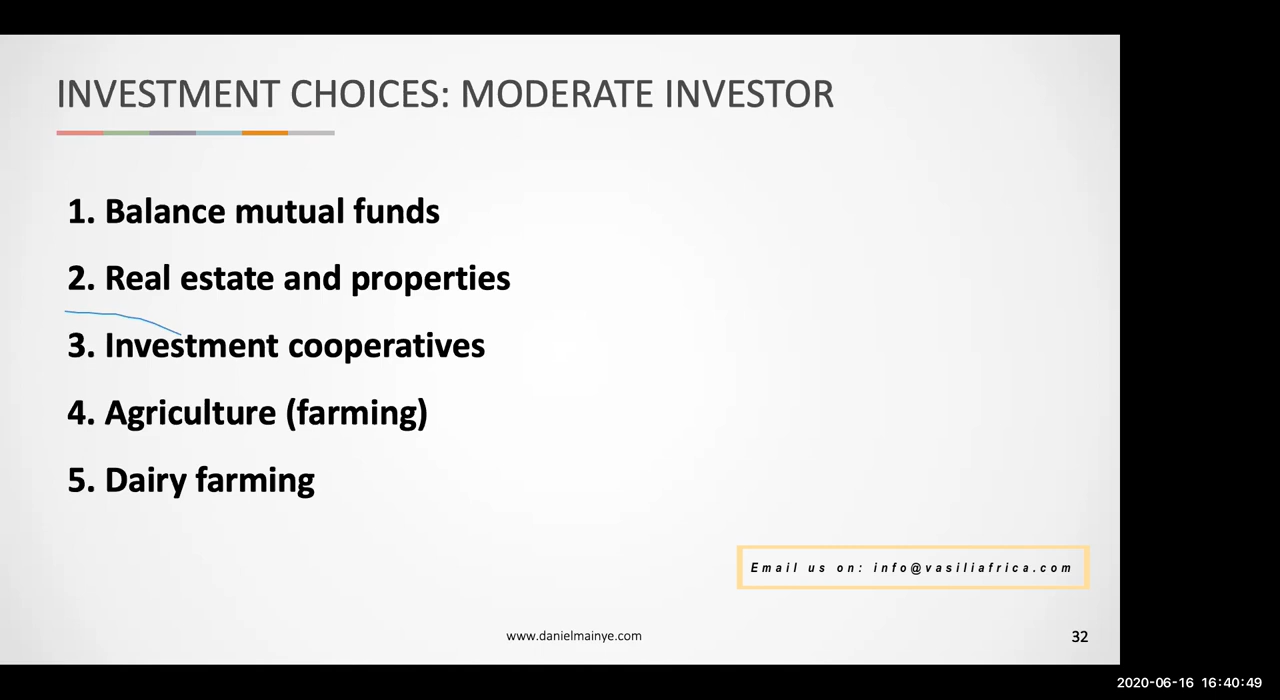 INVESTMENT CHOICES: MODERATE INVESTOR
1. Balance mutual funds
2. Real estate and properties
3. Investment cooperatives
4. Agriculture (farming)
5. Dairy farming
Email us on: info@vasiliafrica.com
www.danielmainye.com
32
2020-06-16 16:40:49